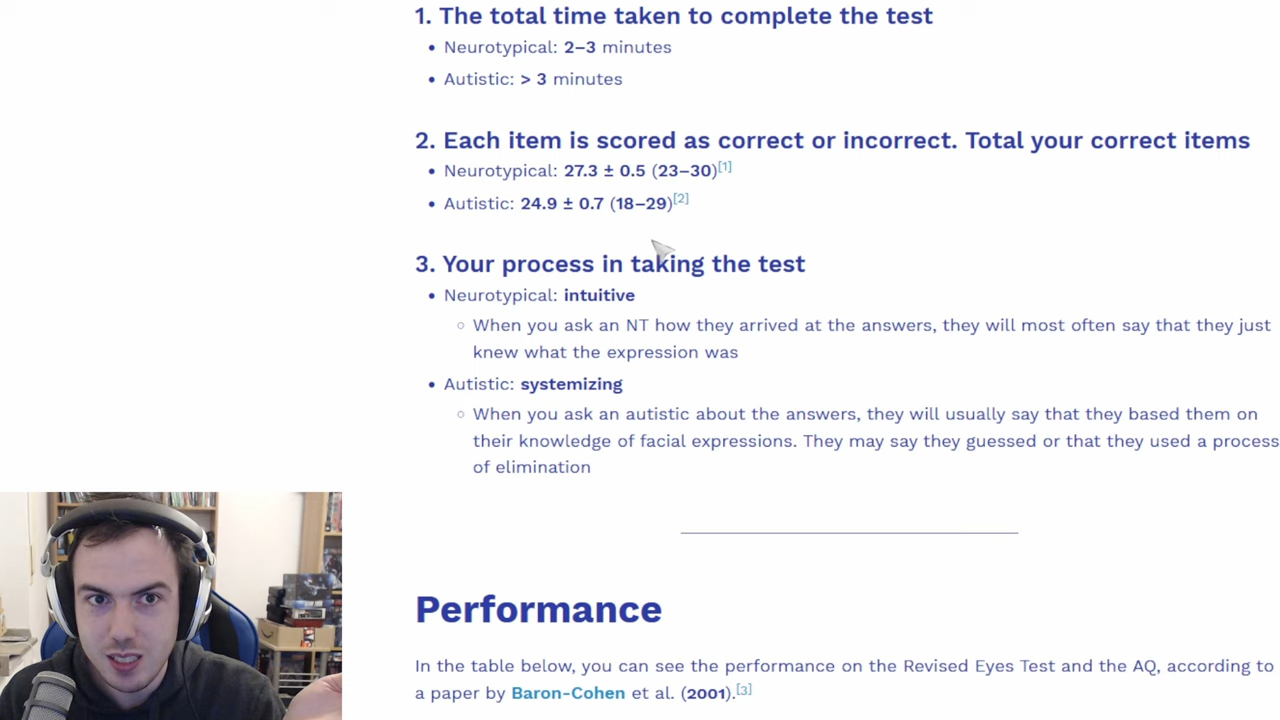 1. The total time taken to complete the test
• Neurotypical: 2–3 minutes
• Autistic: > 3 minutes
2. Each item is scored as correct or incorrect. Total your correct items
• Neurotypical: 27.3 ± 0.5 (23–30)[1]
• Autistic: 24.9 ± 0.7 (18–29)[2]
3. Your process in taking the test
• Neurotypical: intuitive
○ When you ask an NT how they arrived at the answers, they will most often say that they just
knew what the expression was
• Autistic: systemizing
○ When you ask an autistic about the answers, they will usually say that they based them on
their knowledge of facial expressions. They may say they guessed or that they used a process
of elimination
Performance
In the table below, you can see the performance on the Revised Eyes Test and the AQ, according to
a paper by Baron-Cohen et al. (2001).[3]